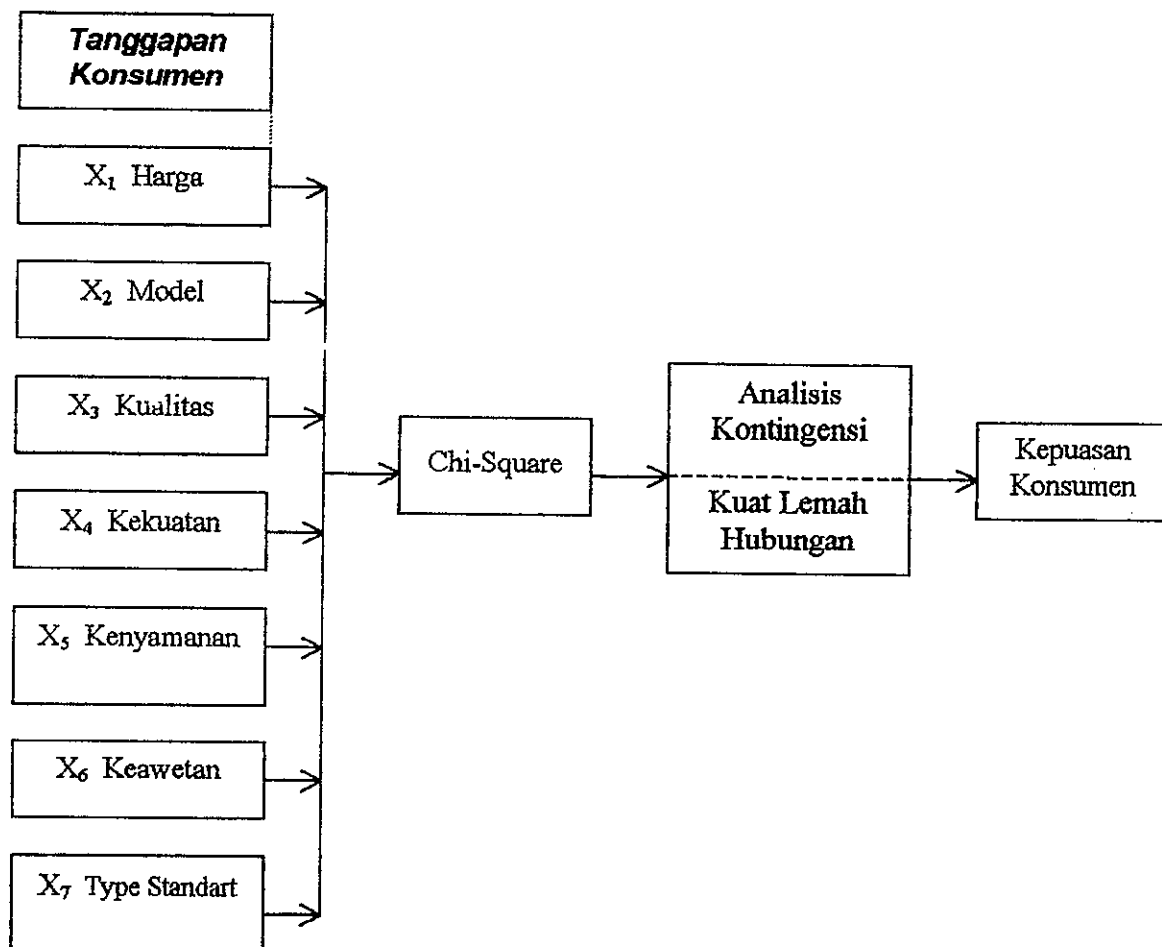 Tanggapan
Konsumen
X₁ Harga
X₂ Model
X₃ Kualitas
X₄ Kekuatan
X₅ Kenyamanan
X₆ Keawetan
X₇ Type Standart
Chi-Square
Analisis
Kontingensi
Kuat Lemah
Hubungan
Kepuasan
Konsumen